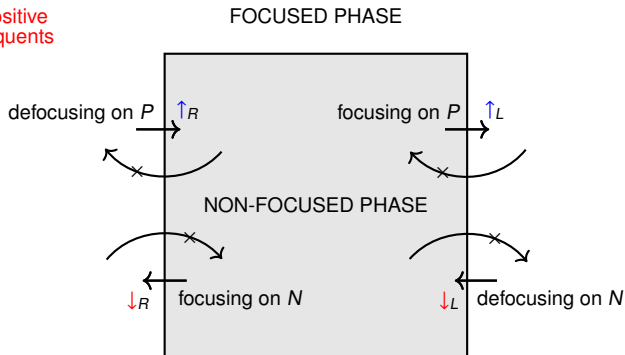 FOCUSED PHASE
defocusing on P ↑R
focusing on P ↑L
NON-FOCUSED PHASE
↓R focusing on N
↓L defocusing on N